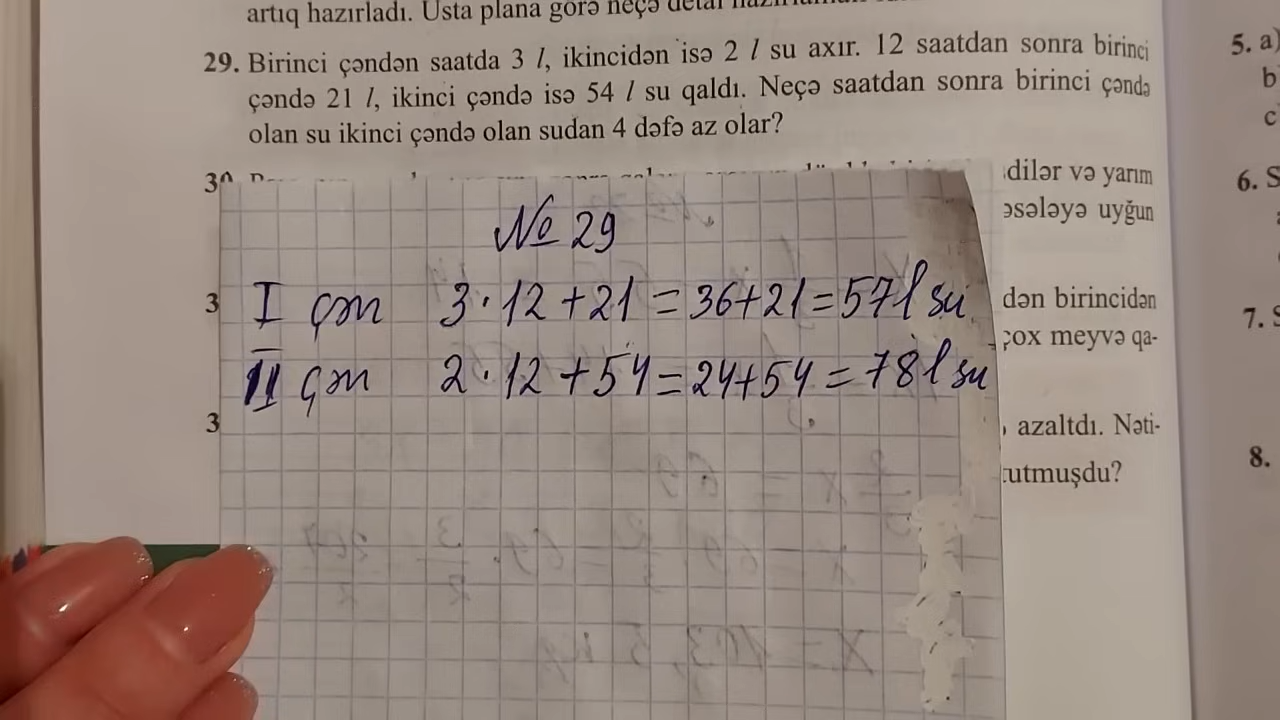 artıq hazırladı. Usta plana görə neçə detal
29. Birinci çəndən saatda 3 l, ikincidən isə 2 l su axır. 12 saatdan sonra birinci
çəndə 21 l, ikinci çəndə isə 54 l su qaldı. Neçə saatdan sonra birinci çəndə
olan su ikinci çəndə olan sudan 4 dəfə az olar?
30.
dilər və yarım
əsələyə uyğun
№ 29
3
I çən 3 · 12 + 21 = 36 + 21 = 57 l su
dən birincidən
çox meyvə qa-
II çən 2 · 12 + 54 = 24 + 54 = 78 l su
3
azaltdı. Nəti-
tutmuşdu?
5. a)
b
c
6. S
7. S
8.